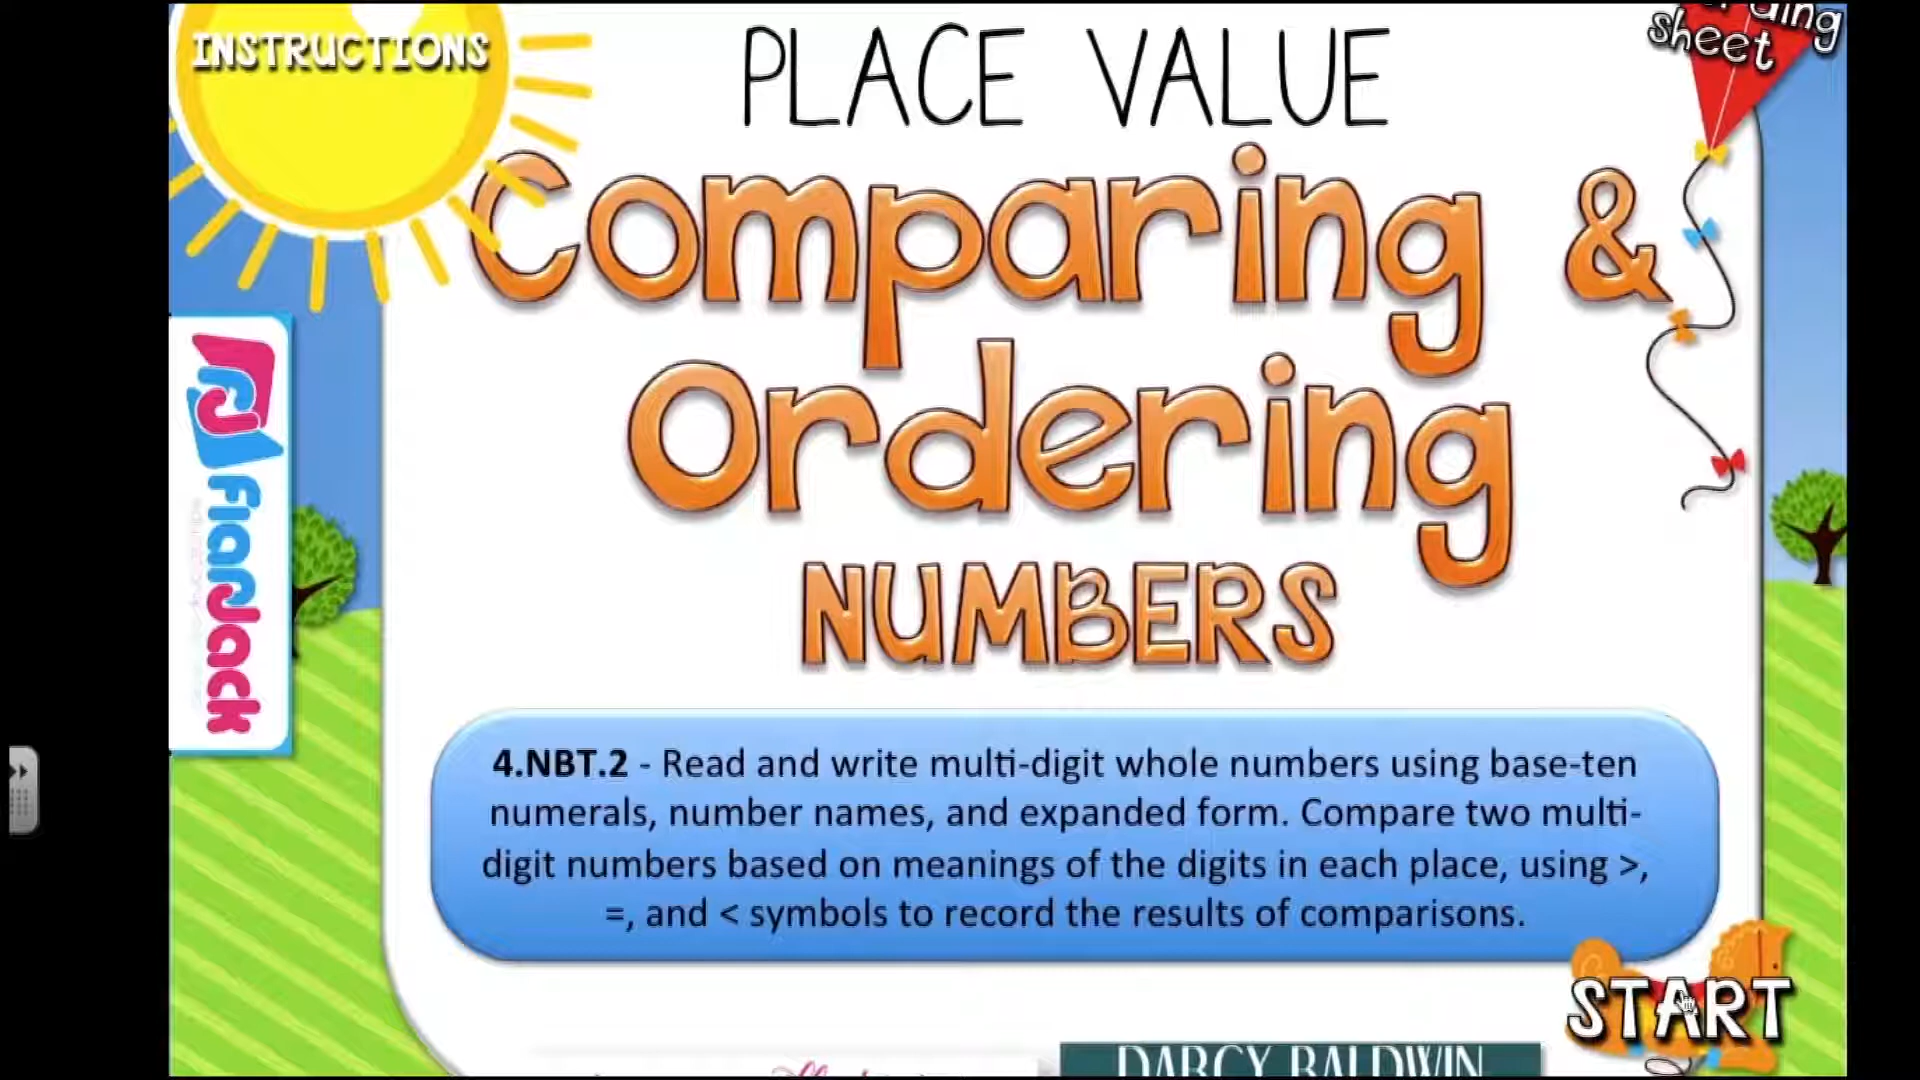 INSTRUCTIONS
PLACE VALUE
sheet
Comparing &
Ordering
NUMBERS
FlapJack
4.NBT.2 - Read and write multi-digit whole numbers using base-ten
numerals, number names, and expanded form. Compare two multi-
digit numbers based on meanings of the digits in each place, using >,
=, and < symbols to record the results of comparisons.
START
DARCY BALDWIN